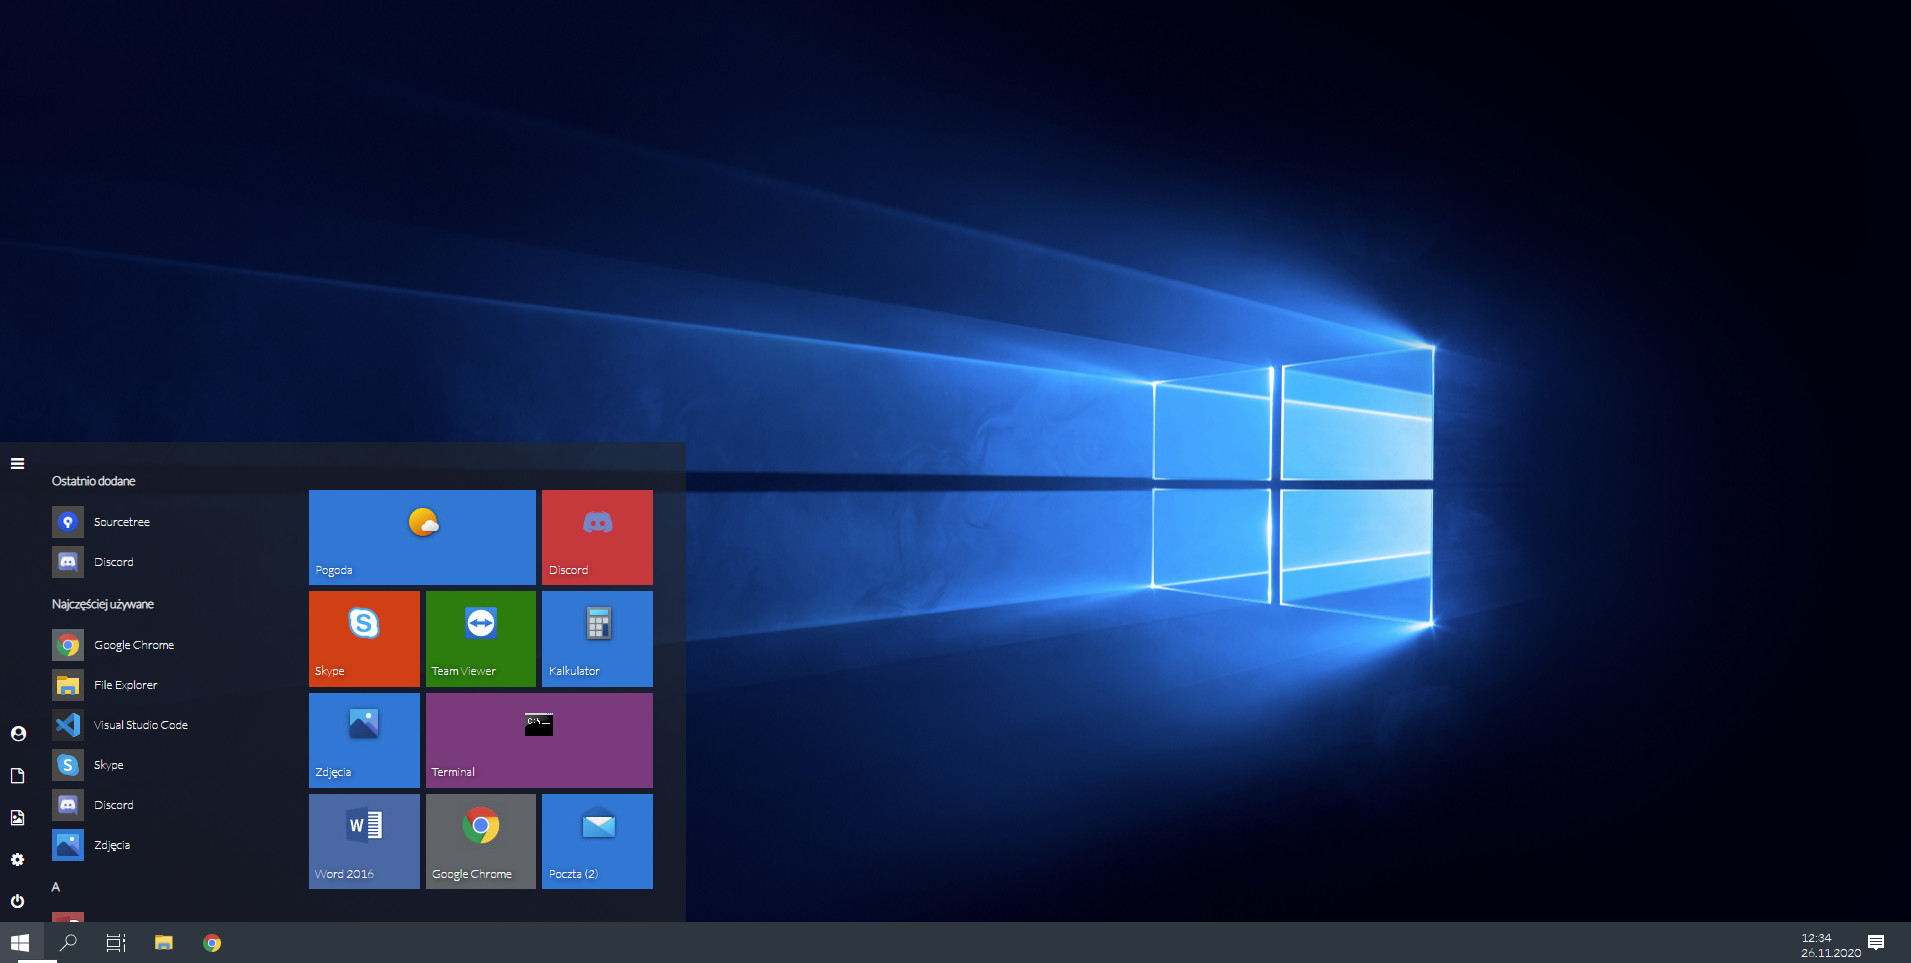 Ostatnio dodane
Sourcetree
Discord
Najczęściej używane
Google Chrome
File Explorer
Visual Studio Code
Skype
Discord
Zdjęcia
A
Pogoda
Discord
Skype
Team Viewer
Kalkulator
Zdjęcia
C:\_
Terminal
Word 2016
Google Chrome
Poczta (2)
12:34
26.11.2020